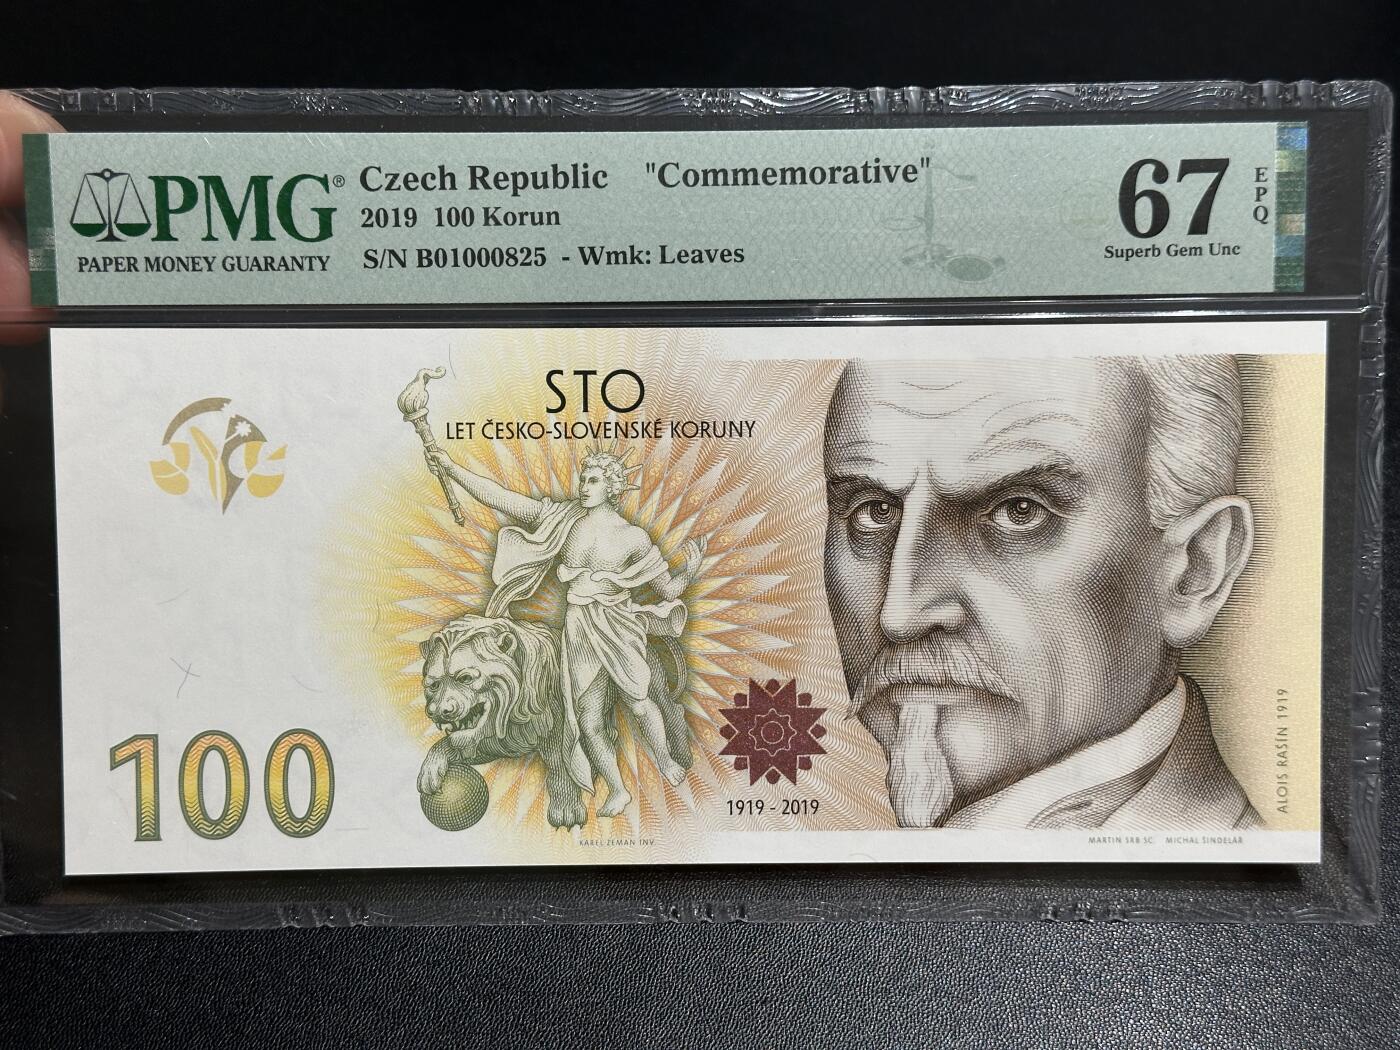 PMG®
PAPER MONEY GUARANTY
Czech Republic "Commemorative"
2019 100 Korun
S/N B01000825 - Wmk: Leaves
67
EPQ
Superb Gem Unc
STO
LET ČESKO-SLOVENSKÉ KORUNY
100
1919 - 2019
KAREL ZEMAN INV.
ALOIS RAŠÍN 1919
MARTIN SRB SC. MICHAL ŠINDELÁŘ